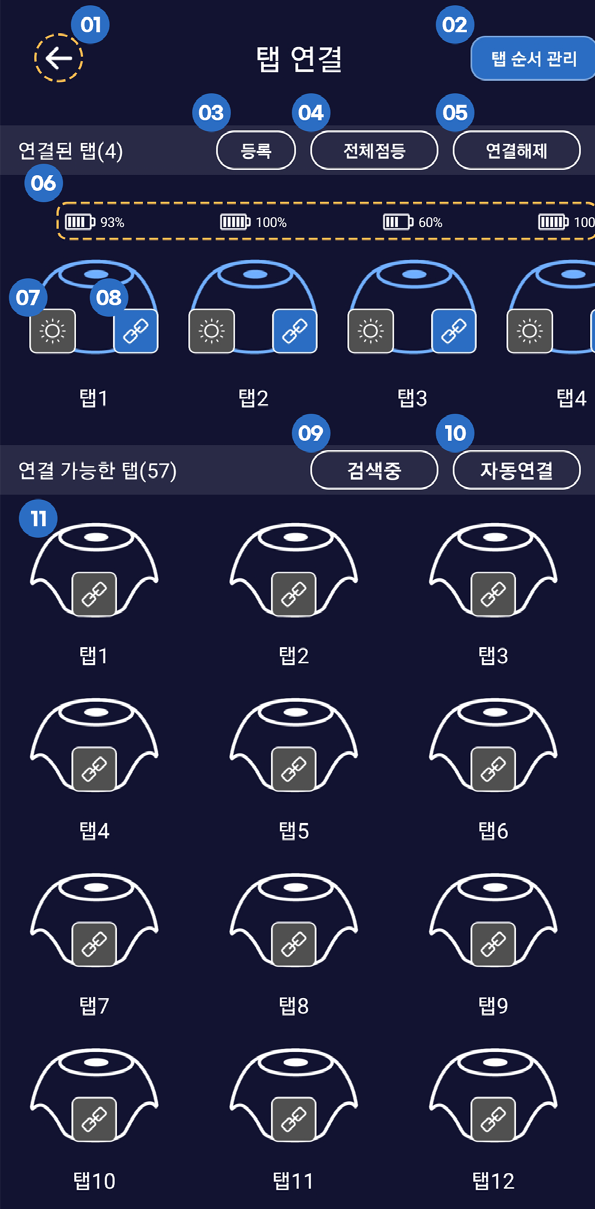 01
02
탭 연결
탭 순서 관리
03
04
05
연결된 탭(4)
등록
전체점등
연결해제
06
93%
100%
60%
100
07
08
탭1
탭2
탭3
탭4
09
10
연결 가능한 탭(57)
검색중
자동연결
11
탭1
탭2
탭3
탭4
탭5
탭6
탭7
탭8
탭9
탭10
탭11
탭12